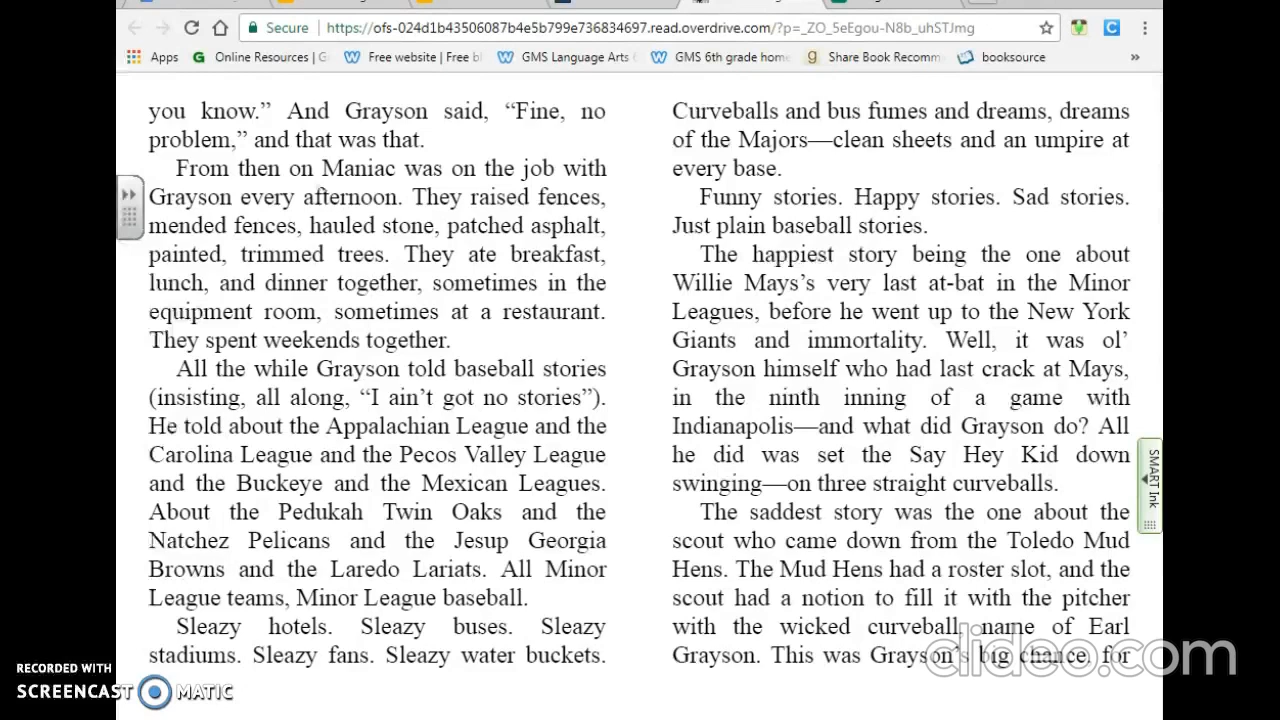 Secure
https://ofs-024d1b43506087b4e5b799e736834697.read.overdrive.com/?p=_ZO_5eEgou-N8b_uhSTJmg
Apps
Online Resources | G
Free website | Free b
GMS Language Arts
GMS 6th grade home
Share Book Recomm
booksource
you know.” And Grayson said, “Fine, no
problem,” and that was that.
From then on Maniac was on the job with
Grayson every afternoon. They raised fences,
mended fences, hauled stone, patched asphalt,
painted, trimmed trees. They ate breakfast,
lunch, and dinner together, sometimes in the
equipment room, sometimes at a restaurant.
They spent weekends together.
All the while Grayson told baseball stories
(insisting, all along, “I ain’t got no stories”).
He told about the Appalachian League and the
Carolina League and the Pecos Valley League
and the Buckeye and the Mexican Leagues.
About the Pedukah Twin Oaks and the
Natchez Pelicans and the Jesup Georgia
Browns and the Laredo Lariats. All Minor
League teams, Minor League baseball.
Sleazy hotels. Sleazy buses. Sleazy
stadiums. Sleazy fans. Sleazy water buckets.
Curveballs and bus fumes and dreams, dreams
of the Majors—clean sheets and an umpire at
every base.
Funny stories. Happy stories. Sad stories.
Just plain baseball stories.
The happiest story being the one about
Willie Mays’s very last at-bat in the Minor
Leagues, before he went up to the New York
Giants and immortality. Well, it was ol’
Grayson himself who had last crack at Mays,
in the ninth inning of a game with
Indianapolis—and what did Grayson do? All
he did was set the Say Hey Kid down
swinging—on three straight curveballs.
The saddest story was the one about the
scout who came down from the Toledo Mud
Hens. The Mud Hens had a roster slot, and the
scout had a notion to fill it with the pitcher
with the wicked curveball, name of Earl
Grayson. This was Grayson’s big chance, for
SMART Ink
RECORDED WITH
SCREENCAST MATIC
clideo.com